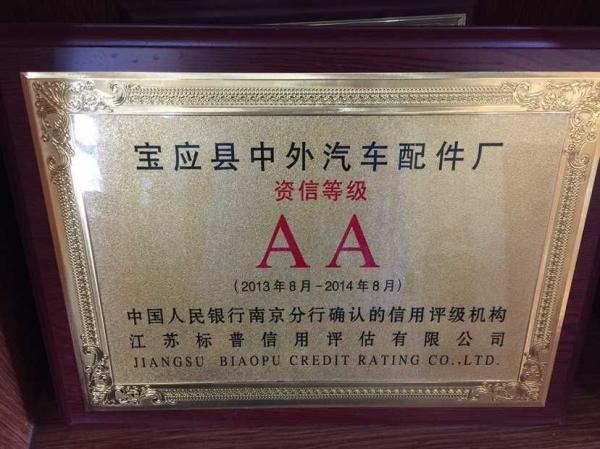 宝应县中外汽车配件厂
资信等级
AA
(2013年8月-2014年8月)
中国人民银行南京分行确认的信用评级机构
江苏标普信用评估有限公司
JIANGSU BIAOPU CREDIT RATING CO.,LTD.